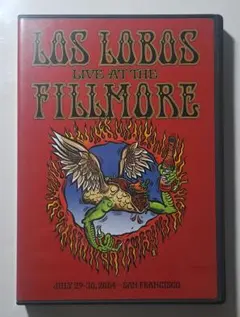 LOS LOBOS
LIVE AT THE
FILLMORE
JULY 29-30, 2004 - SAN FRANCISCO